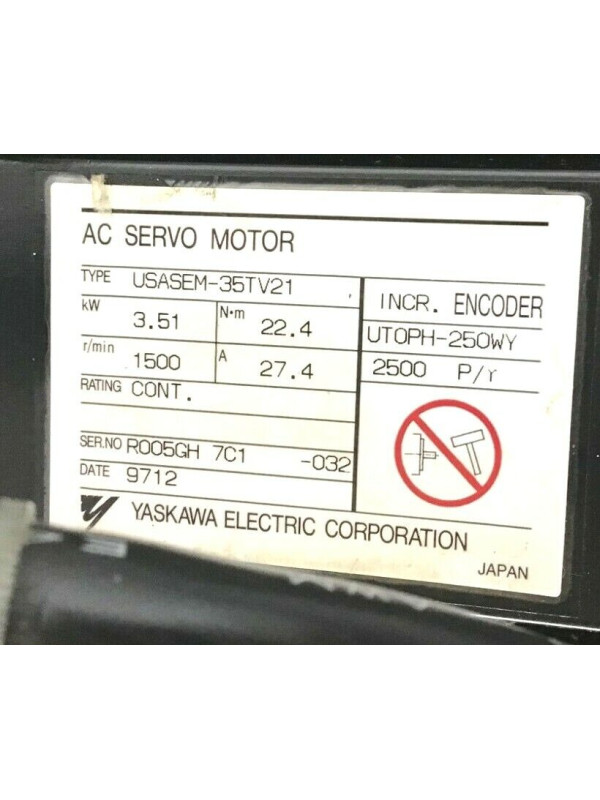 AC SERVO MOTOR
TYPE USASEM-35TV21
kW 3.51 N·m 22.4
r/min 1500 A 27.4
RATING CONT.
SER.NO R005GH 7C1 -032
DATE 9712
INCR. ENCODER
UTOPH-250WY
2500 P/r
YASKAWA ELECTRIC CORPORATION
JAPAN